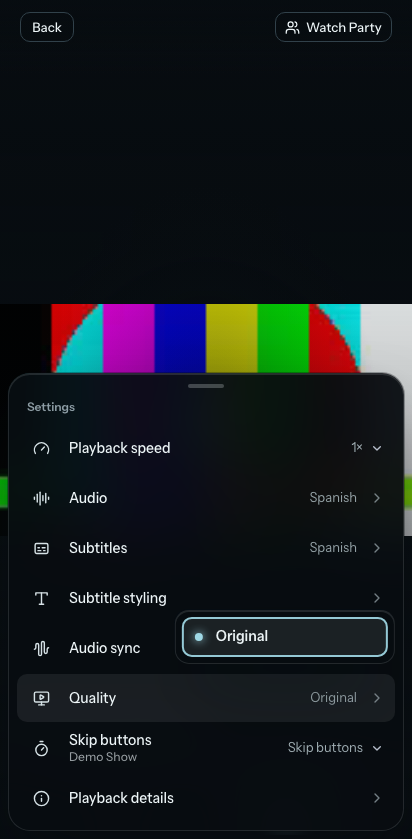 Back
Watch Party
Settings
Playback speed 1×
Audio Spanish
Subtitles Spanish
Subtitle styling
Original
Audio sync
Quality Original
Skip buttons Skip buttons
Demo Show
Playback details